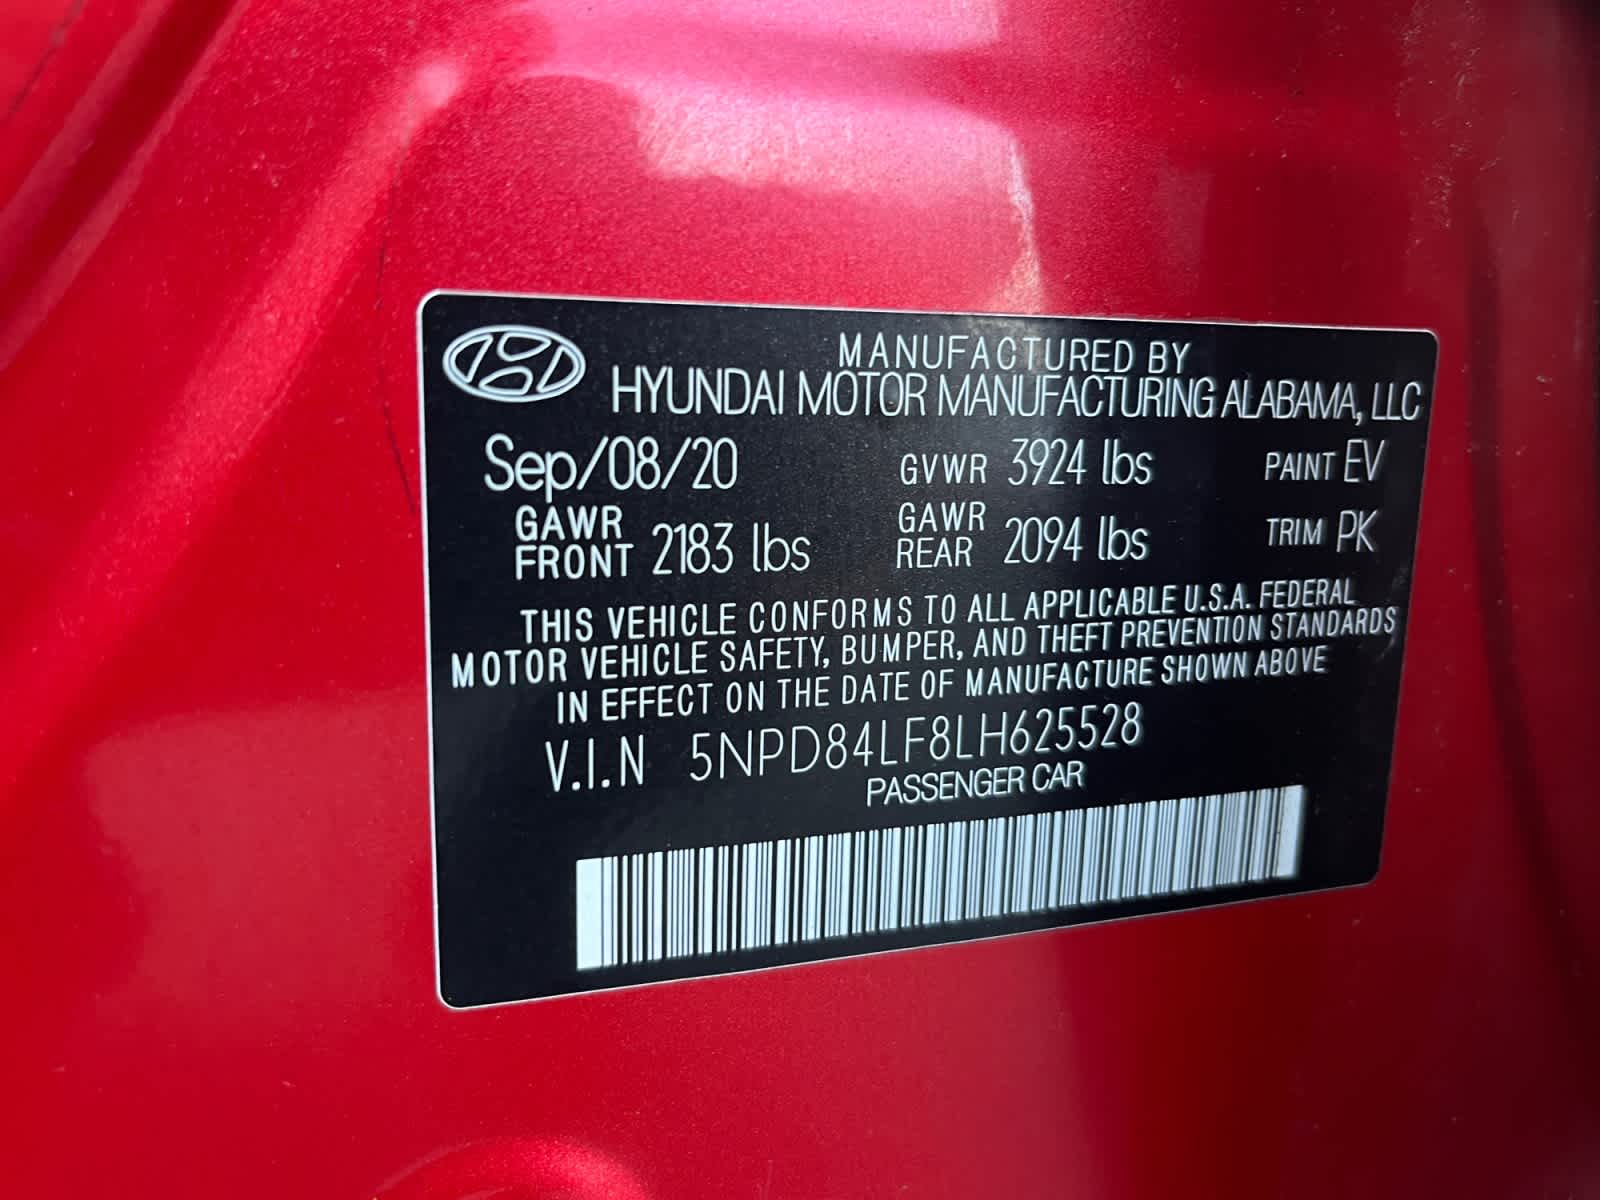 MANUFACTURED BY
HYUNDAI MOTOR MANUFACTURING ALABAMA, LLC
Sep/08/20 GVWR 3924 lbs PAINT EV
GAWR FRONT 2183 lbs GAWR REAR 2094 lbs TRIM PK
THIS VEHICLE CONFORMS TO ALL APPLICABLE U.S.A. FEDERAL
MOTOR VEHICLE SAFETY, BUMPER, AND THEFT PREVENTION STANDARDS
IN EFFECT ON THE DATE OF MANUFACTURE SHOWN ABOVE
V.I.N 5NPD84LF8LH625528
PASSENGER CAR